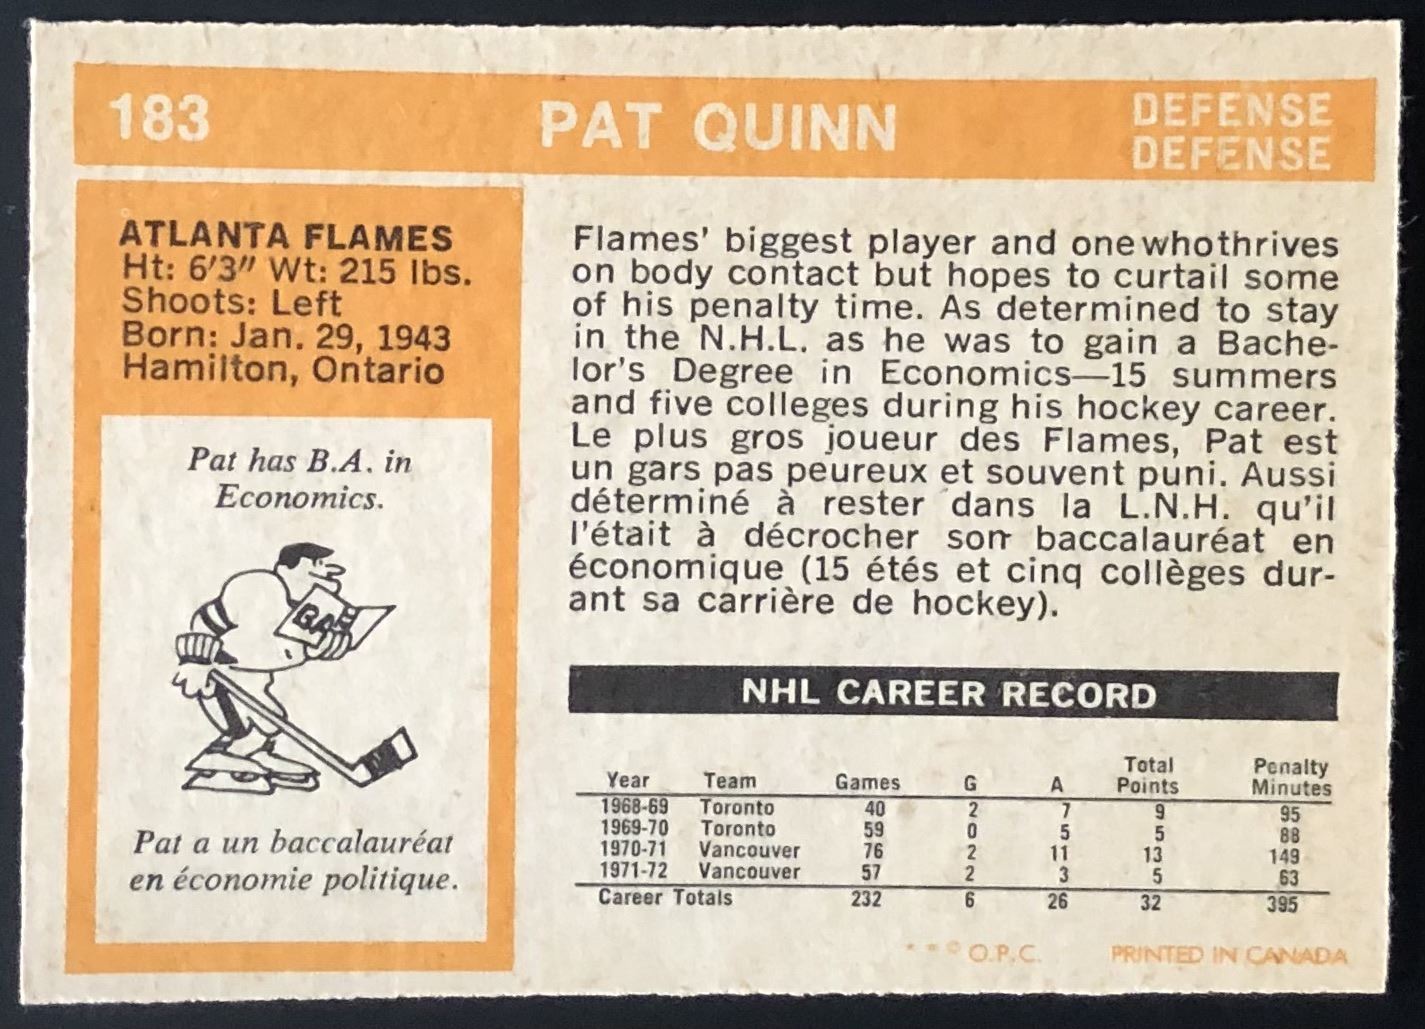 183
PAT QUINN
DEFENSE
DEFENSE
ATLANTA FLAMES
Ht: 6'3" Wt: 215 lbs.
Shoots: Left
Born: Jan. 29, 1943
Hamilton, Ontario
Pat has B.A. in
Economics.
B.A.
Pat a un baccalauréat
en économie politique.
Flames' biggest player and one who thrives
on body contact but hopes to curtail some
of his penalty time. As determined to stay
in the N.H.L. as he was to gain a Bache-
lor's Degree in Economics—15 summers
and five colleges during his hockey career.
Le plus gros joueur des Flames, Pat est
un gars pas peureux et souvent puni. Aussi
déterminé à rester dans la L.N.H. qu'il
l'était à décrocher son baccalauréat en
économique (15 étés et cinq collèges dur-
ant sa carrière de hockey).
NHL CAREER RECORD
Year Team Games G A Total Points Penalty Minutes
1968-69 Toronto 40 2 7 9 95
1969-70 Toronto 59 0 5 5 88
1970-71 Vancouver 76 2 11 13 149
1971-72 Vancouver 57 2 3 5 63
Career Totals 232 6 26 32 395
* * © O.P.C. PRINTED IN CANADA